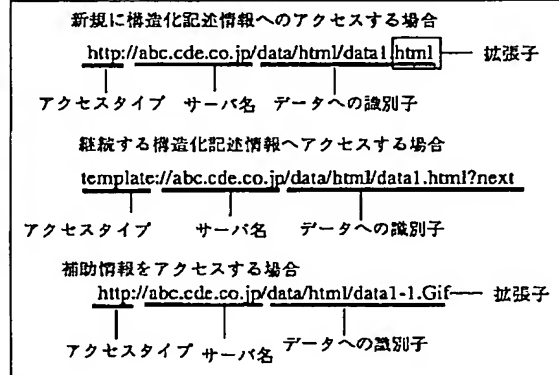 新規に構造化記述情報へのアクセスする場合
http://abc.cde.co.jp/data/html/data1.html 拡張子
アクセスタイプ サーバ名 データへの識別子
継続する構造化記述情報へアクセスする場合
template://abc.cde.co.jp/data/html/data1.html?next
アクセスタイプ サーバ名 データへの識別子
補助情報をアクセスする場合
http://abc.cde.co.jp/data/html/data1-1.Gif 拡張子
アクセスタイプ サーバ名 データへの識別子